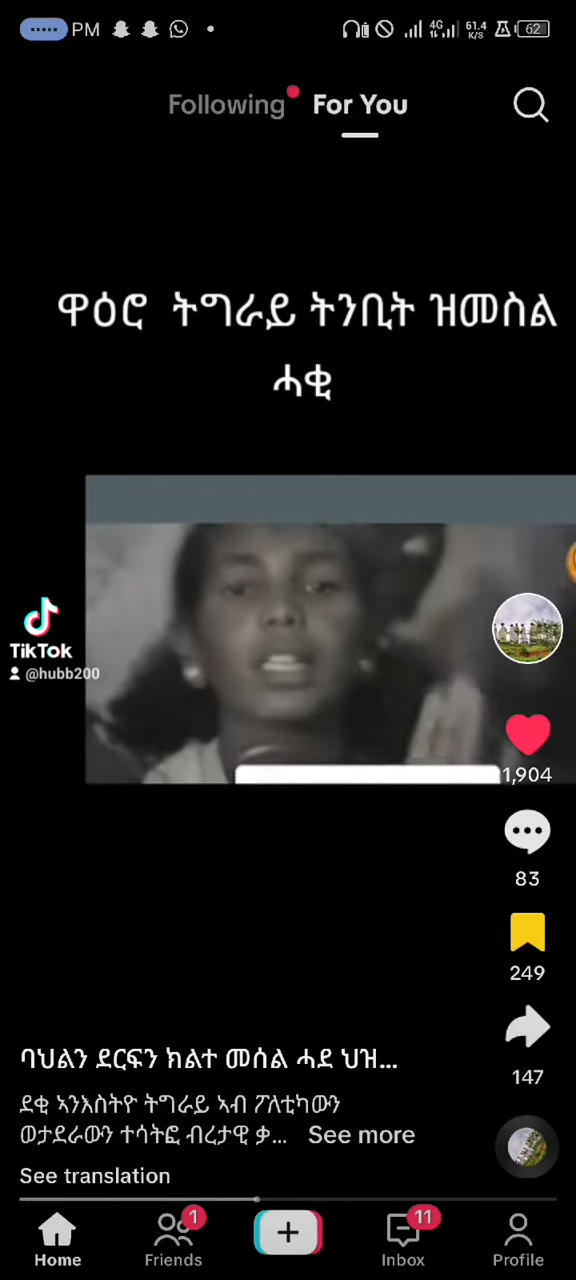 PM
4G
61.4
K/S
62
Following
For You
ዋዕሮ ትግራይ ትንቢት ዝመስል
ሓቂ
TikTok
@hubb200
1,904
83
249
147
ባህልን ደርፍን ክልተ መሰል ሓደ ህዝ...
ደቂ ኣንእስትዮ ትግራይ ኣብ ፖለቲካውን
ወታደራውን ተሳትፎ ብረታዊ ቃ... See more
See translation
1
11
Home
Friends
Inbox
Profile